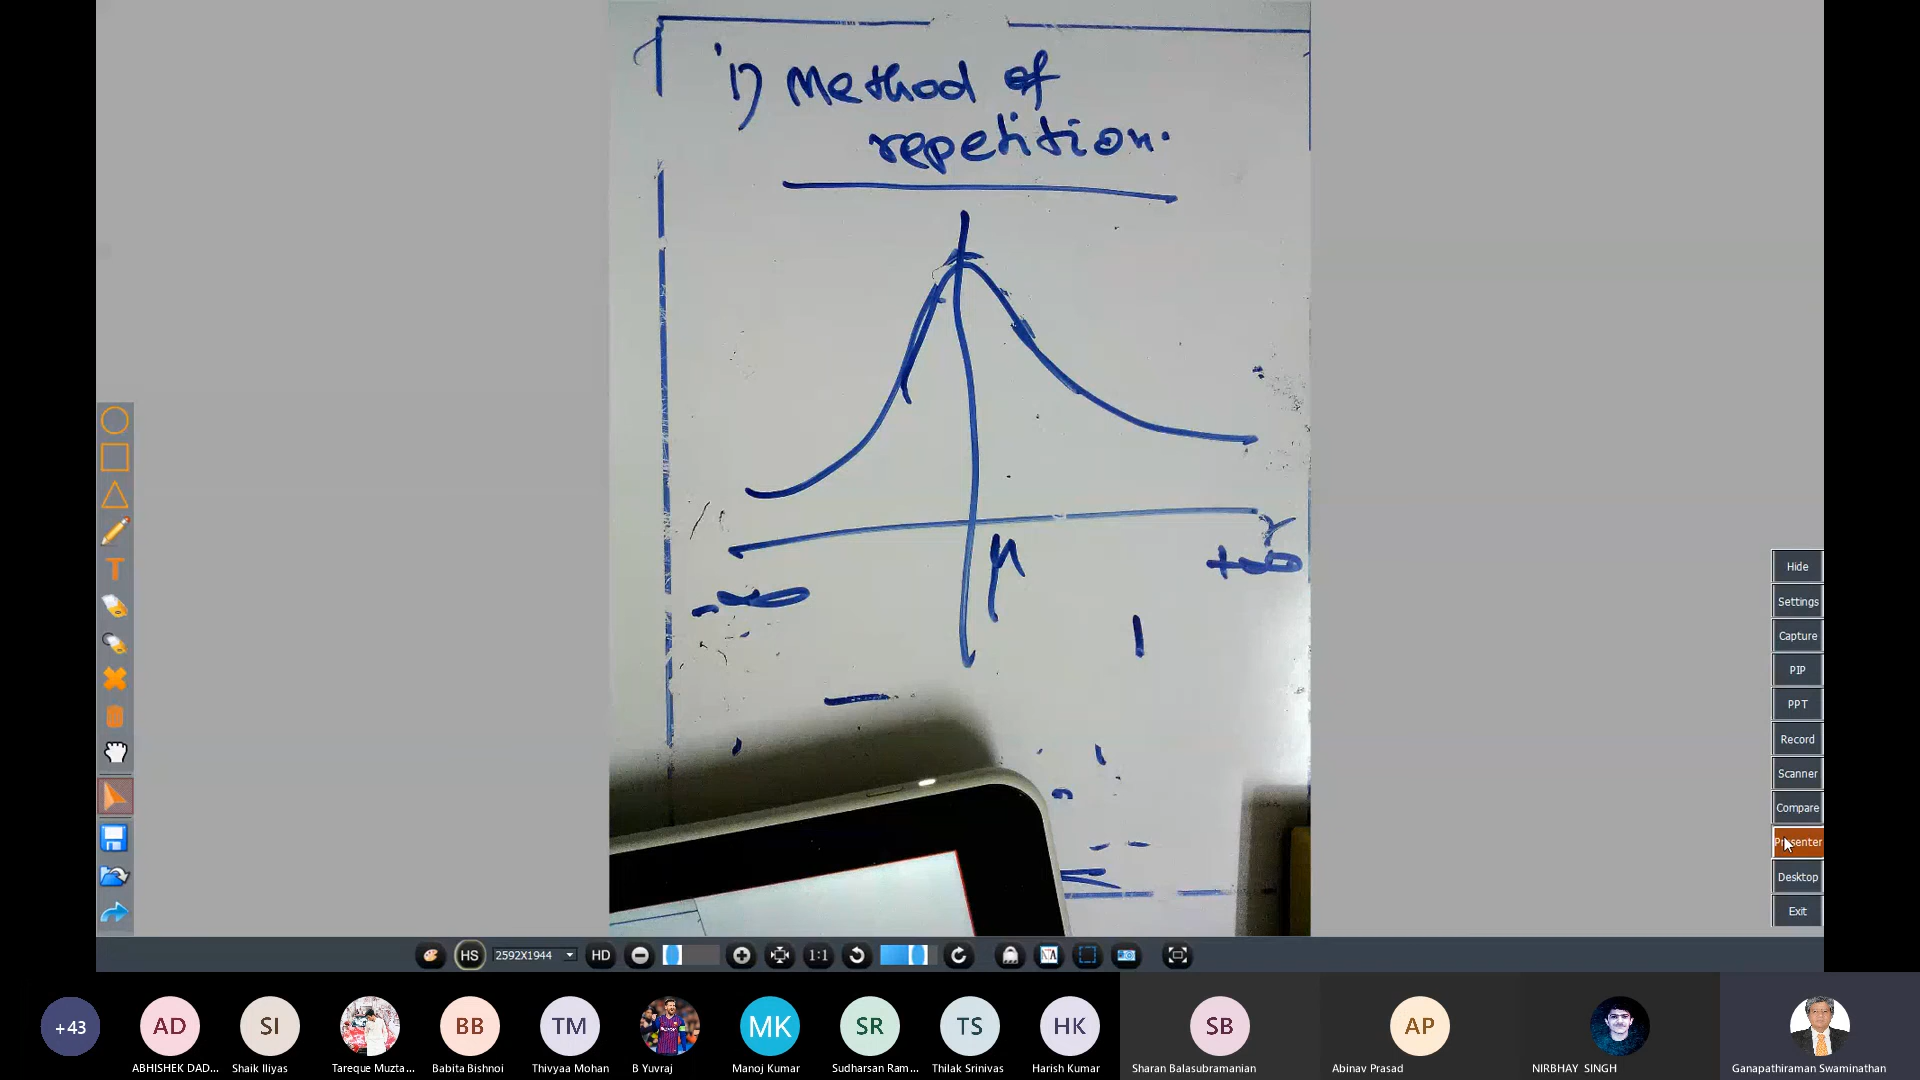 1) Method of
repetition.
μ
-∞
+∞
T
Hide
Settings
Capture
PIP
PPT
Record
Scanner
Compare
Presenter
Desktop
Exit
HS
2592X1944
HD
1:1
+43
AD
SI
BB
TM
MK
SR
TS
HK
SB
AP
ABHISHEK DAD...
Shaik Iliyas
Tareque Muzta...
Babita Bishnoi
Thivyaa Mohan
B Yuvraj
Manoj Kumar
Sudharsan Ram...
Thilak Srinivas
Harish Kumar
Sharan Balasubramanian
Abinav Prasad
NIRBHAY SINGH
Ganapathiraman Swaminathan